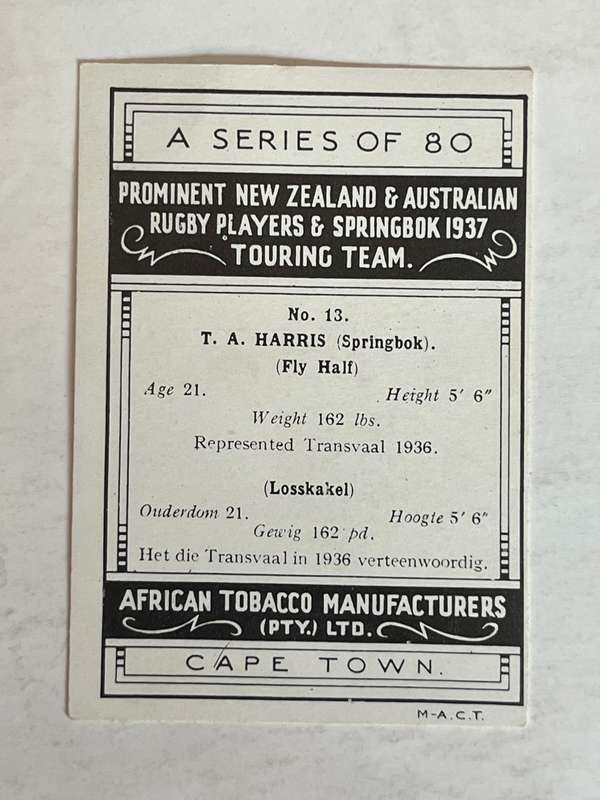 A SERIES OF 80
PROMINENT NEW ZEALAND & AUSTRALIAN
RUGBY PLAYERS & SPRINGBOK 1937
TOURING TEAM.
No. 13.
T. A. HARRIS (Springbok).
(Fly Half)
Age 21. Height 5′ 6″
Weight 162 lbs.
Represented Transvaal 1936.
(Losskakel)
Ouderdom 21. Hoogte 5′ 6″
Gewig 162 pd.
Het die Transvaal in 1936 verteenwoordig.
AFRICAN TOBACCO MANUFACTURERS
(PTY.) LTD.
CAPE TOWN.
M-A.C.T.